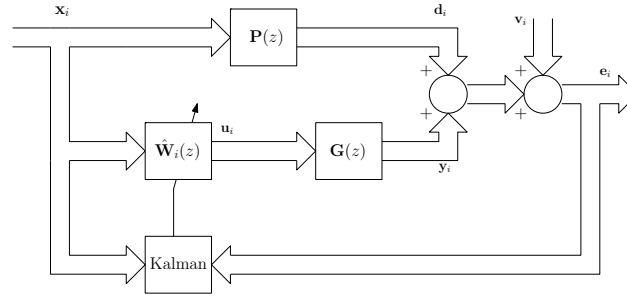 x_i
P(z)
d_i
v_i
+
+
e_i
+
+
Ŵ_i(z)
u_i
G(z)
y_i
Kalman